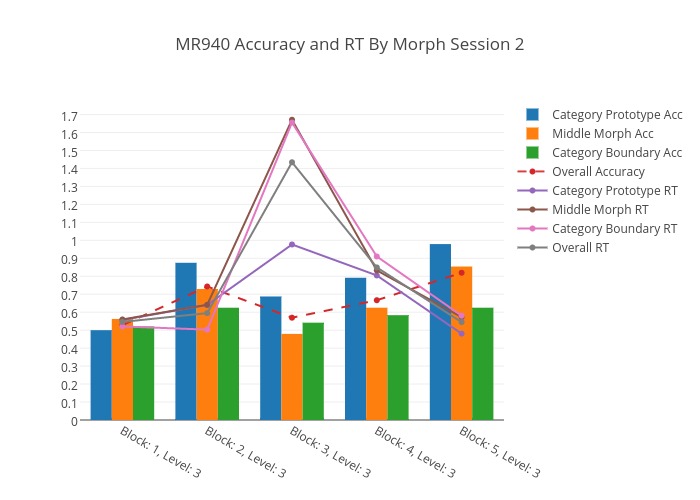 MR940 Accuracy and RT By Morph Session 2
1.7
1.6
1.5
1.4
1.3
1.2
1.1
1
0.9
0.8
0.7
0.6
0.5
0.4
0.3
0.2
0.1
0
Block: 1, Level: 3
Block: 2, Level: 3
Block: 3, Level: 3
Block: 4, Level: 3
Block: 5, Level: 3
Category Prototype Acc
Middle Morph Acc
Category Boundary Acc
Overall Accuracy
Category Prototype RT
Middle Morph RT
Category Boundary RT
Overall RT